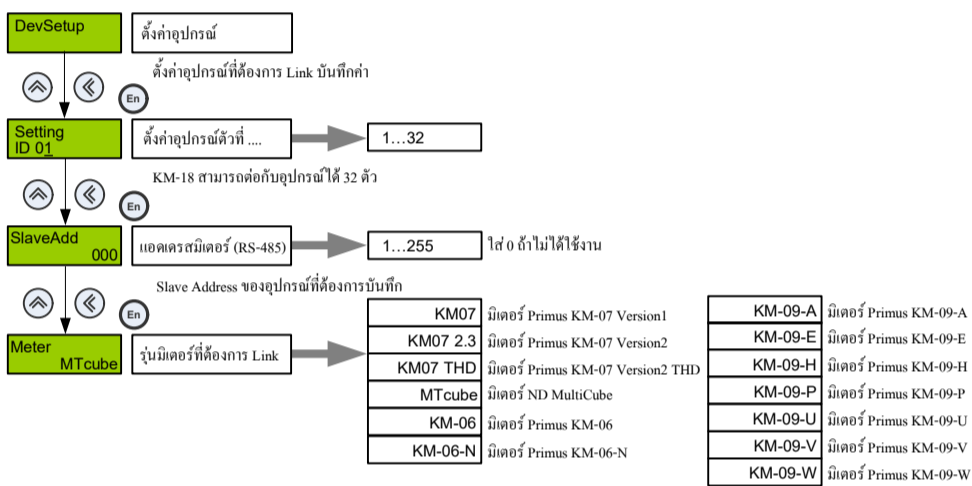 DevSetup
ตั้งค่าอุปกรณ์
ตั้งค่าอุปกรณ์ที่ต้องการ Link บันทึกค่า
En
Setting
ID 01
ตั้งค่าอุปกรณ์ตัวที่ ....
1...32
KM-18 สามารถต่อกับอุปกรณ์ได้ 32 ตัว
En
SlaveAdd
000
แอดเดรสมิเตอร์ (RS-485)
1...255
ใส่ 0 ถ้าไม่ได้ใช้งาน
Slave Address ของอุปกรณ์ที่ต้องการบันทึก
En
Meter
MTcube
รุ่นมิเตอร์ที่ต้องการ Link
KM07 มิเตอร์ Primus KM-07 Version1
KM07 2.3 มิเตอร์ Primus KM-07 Version2
KM07 THD มิเตอร์ Primus KM-07 Version2 THD
MTcube มิเตอร์ ND MultiCube
KM-06 มิเตอร์ Primus KM-06
KM-06-N มิเตอร์ Primus KM-06-N
KM-09-A มิเตอร์ Primus KM-09-A
KM-09-E มิเตอร์ Primus KM-09-E
KM-09-H มิเตอร์ Primus KM-09-H
KM-09-P มิเตอร์ Primus KM-09-P
KM-09-U มิเตอร์ Primus KM-09-U
KM-09-V มิเตอร์ Primus KM-09-V
KM-09-W มิเตอร์ Primus KM-09-W